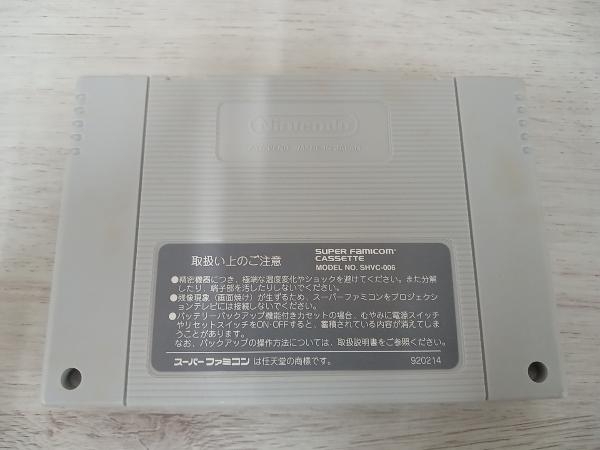 Nintendo
取扱い上のご注意
SUPER FAMICOM
CASSETTE
MODEL NO. SHVC-006
●精密機器につき、極端な温度変化やショックを避けてください。また分解
したり、端子部を汚したりしないでください。
●残像現象（画面焼け）が生ずるため、スーパーファミコンをプロジェクシ
ョンテレビには接続しないでください。
●バッテリーバックアップ機能付きカセットの場合、むやみに電源スイッチ
やリセットスイッチをON・OFFすると、蓄積されている内容が消えてしま
うことがあります。
なお、バックアップの操作方法については、取扱説明書をご参照ください。
スーパーファミコン は任天堂の商標です。 920214